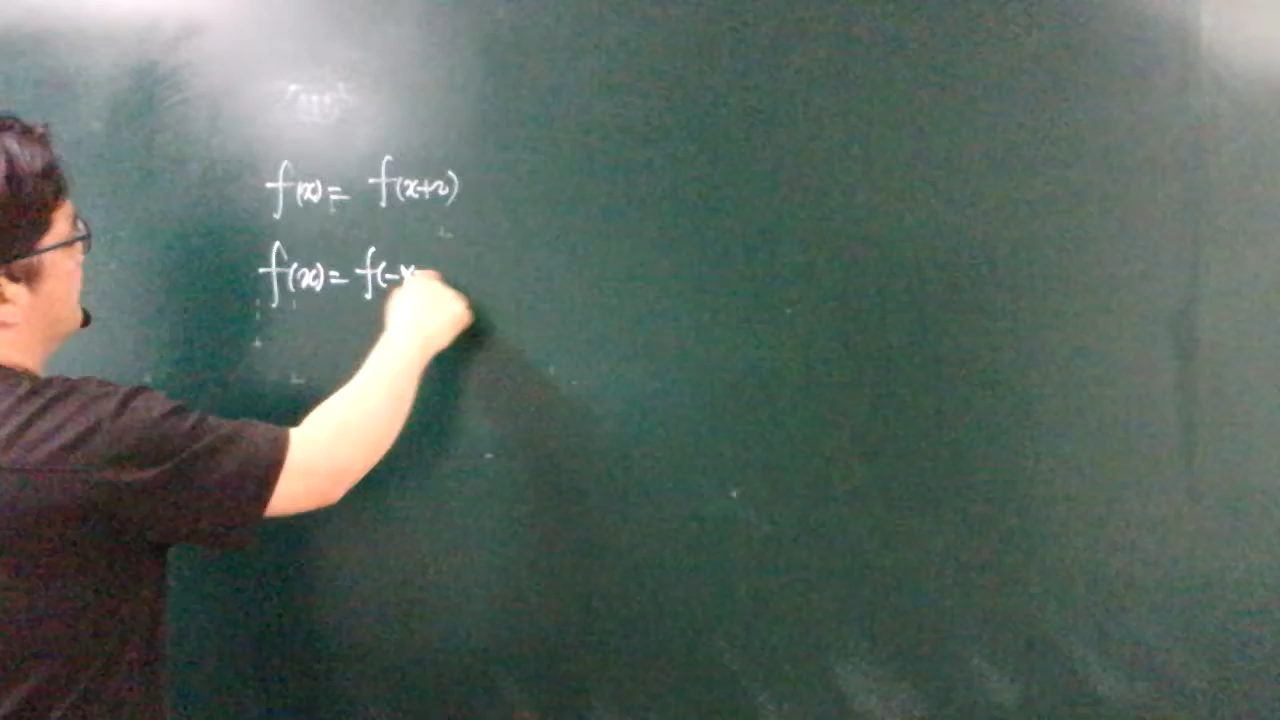 f(x) = f(x+2)
f(x) = f(-x